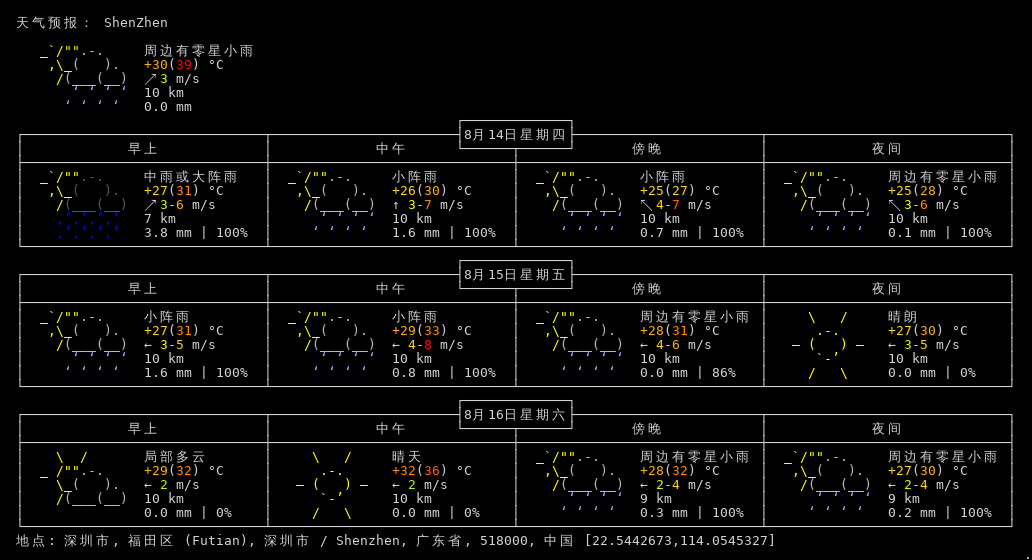 天气预报： ShenZhen
周边有零星小雨
+30(39) °C
↗3 m/s
10 km
0.0 mm
8月14日星期四
早上 中午 傍晚 夜间
中雨或大阵雨 小阵雨 小阵雨 周边有零星小雨
+27(31) °C +26(30) °C +25(27) °C +25(28) °C
↗3-6 m/s ↑ 3-7 m/s ↖4-7 m/s ↖3-6 m/s
7 km 10 km 10 km 10 km
3.8 mm | 100% 1.6 mm | 100% 0.7 mm | 100% 0.1 mm | 100%
8月15日星期五
早上 中午 傍晚 夜间
小阵雨 小阵雨 周边有零星小雨 晴朗
+27(31) °C +29(33) °C +28(31) °C +27(30) °C
← 3-5 m/s ← 4-8 m/s ← 4-6 m/s ← 3-5 m/s
10 km 10 km 10 km 10 km
1.6 mm | 100% 0.8 mm | 100% 0.0 mm | 86% 0.0 mm | 0%
8月16日星期六
早上 中午 傍晚 夜间
局部多云 晴天 周边有零星小雨 周边有零星小雨
+29(32) °C +32(36) °C +28(32) °C +27(30) °C
← 2 m/s ← 2 m/s ← 2-4 m/s ← 2-4 m/s
10 km 10 km 9 km 9 km
0.0 mm | 0% 0.0 mm | 0% 0.3 mm | 100% 0.2 mm | 100%
地点: 深圳市, 福田区 (Futian), 深圳市 / Shenzhen, 广东省, 518000, 中国 [22.5442673,114.0545327]